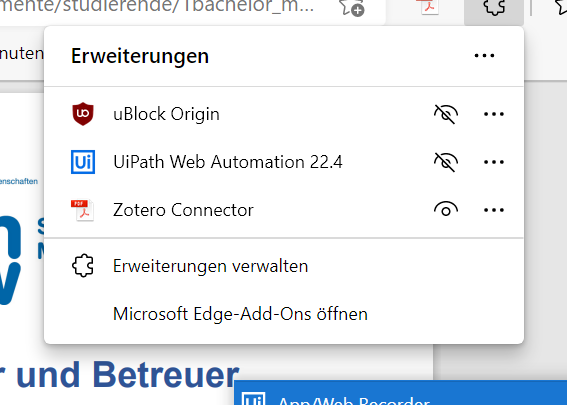 mente/studierende/1bachelor_m...
nuten
Erweiterungen
uBlock Origin
UiPath Web Automation 22.4
Zotero Connector
Erweiterungen verwalten
Microsoft Edge-Add-Ons öffnen
enschaften
r und Betreuer
Ui App/Web Recorder